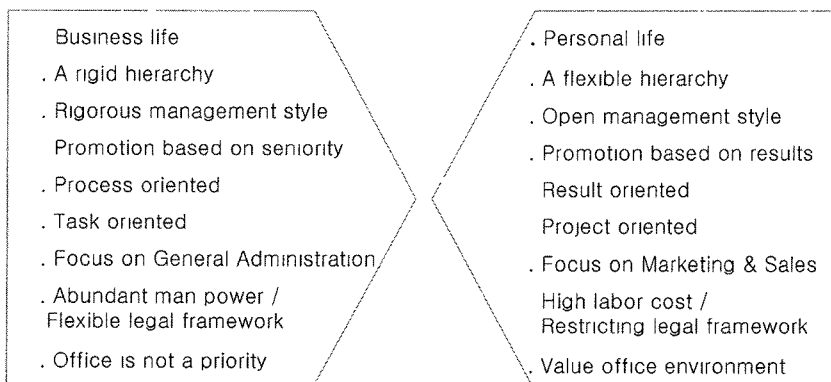 Business life
. A rigid hierarchy
. Rigorous management style
Promotion based on seniority
. Process oriented
. Task oriented
. Focus on General Administration
. Abundant man power /
Flexible legal framework
. Office is not a priority
. Personal life
. A flexible hierarchy
. Open management style
. Promotion based on results
Result oriented
Project oriented
. Focus on Marketing & Sales
High labor cost /
Restricting legal framework
. Value office environment